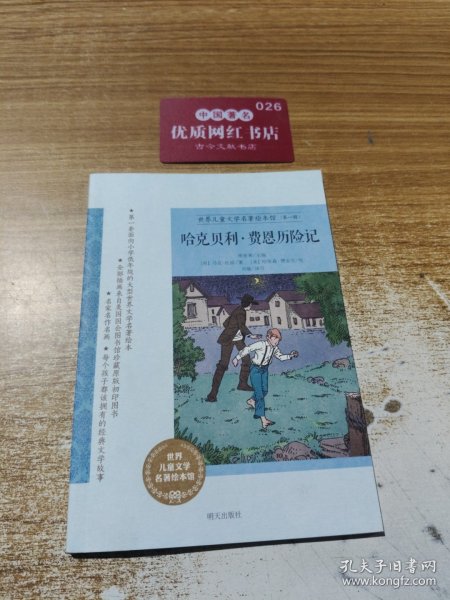 026
中国著名
优质网红书店
古今文献书店
世界儿童文学名著绘本馆(第一辑)
哈克贝利·费恩历险记
★第一套面向小学低年级的大型世界文学名著绘本
★全部插画来自美国国会图书馆珍藏原版初印图书
★名家名作名画
★每个孩子都该拥有的经典文学故事
世界
儿童文学
名著绘本馆
明天出版社
孔夫子旧书网
www.kongfz.com